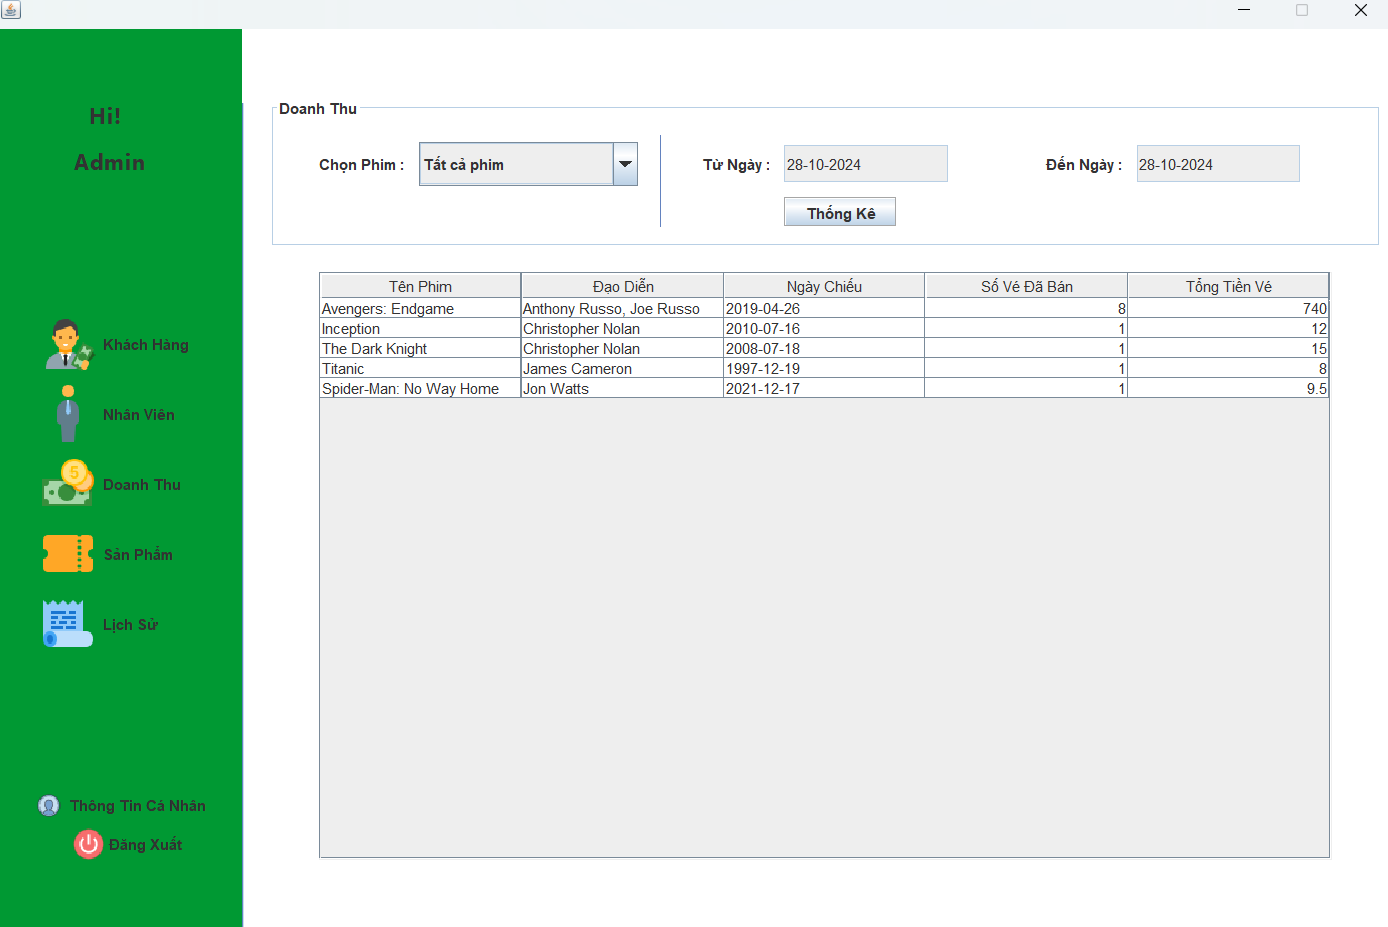 Hi!
Admin
Khách Hàng
Nhân Viên
5
Doanh Thu
Sản Phẩm
Lịch Sử
Thông Tin Cá Nhân
Đăng Xuất
Doanh Thu
Chọn Phim : Tất cả phim Từ Ngày : 28-10-2024 Đến Ngày : 28-10-2024
Thống Kê
Tên Phim Đạo Diễn Ngày Chiếu Số Vé Đã Bán Tổng Tiền Vé
Avengers: Endgame Anthony Russo, Joe Russo 2019-04-26 8 740
Inception Christopher Nolan 2010-07-16 1 12
The Dark Knight Christopher Nolan 2008-07-18 1 15
Titanic James Cameron 1997-12-19 1 8
Spider-Man: No Way Home Jon Watts 2021-12-17 1 9.5